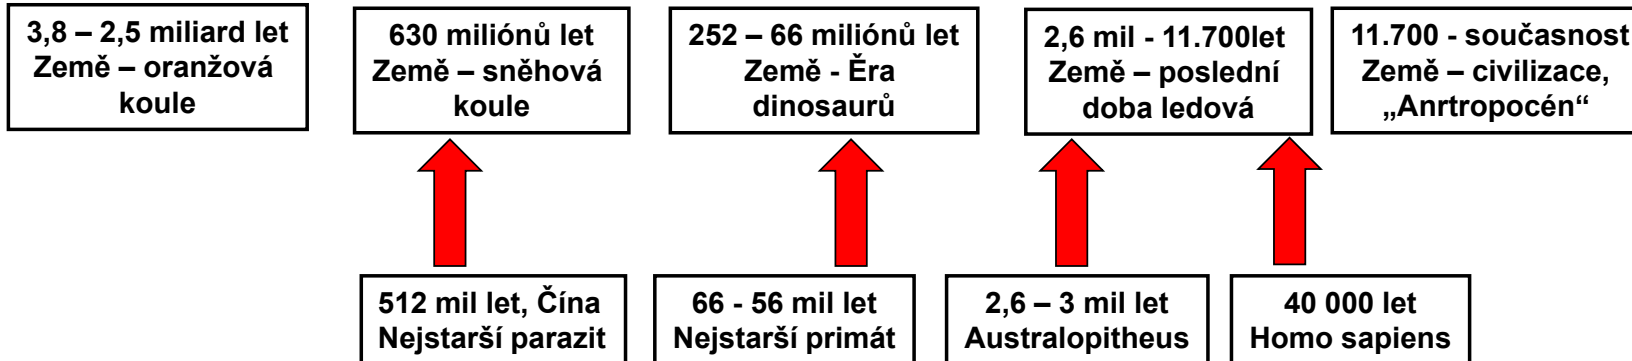 3,8 – 2,5 miliard let
Země – oranžová
koule
630 miliónů let
Země – sněhová
koule
252 – 66 miliónů let
Země - Ěra
dinosaurů
2,6 mil - 11.700let
Země – poslední
doba ledová
11.700 - současnost
Země – civilizace,
„Anrtropocén“
512 mil let, Čína
Nejstarší parazit
66 - 56 mil let
Nejstarší primát
2,6 – 3 mil let
Australopitheus
40 000 let
Homo sapiens